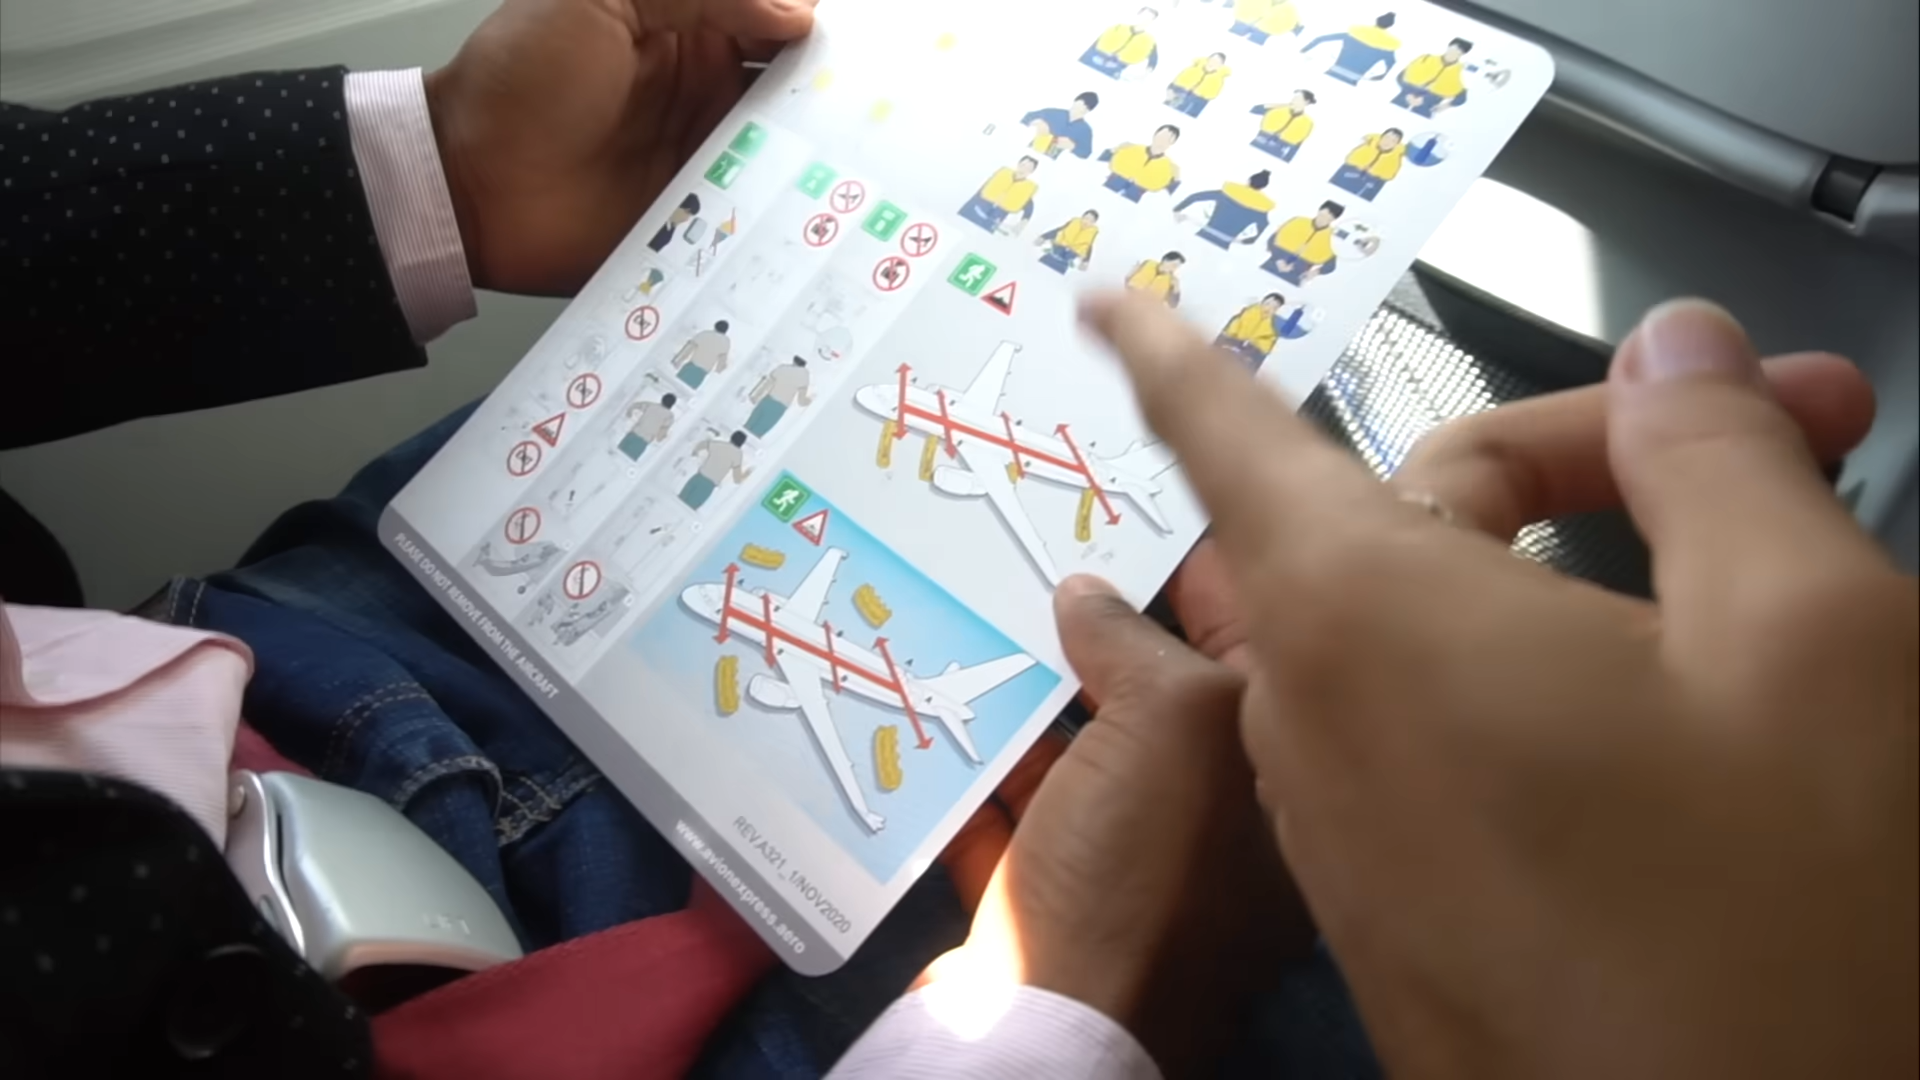 PLEASE DO NOT REMOVE FROM THE AIRCRAFT
REV.A321_1/NOV2020
www.avionexpress.aero